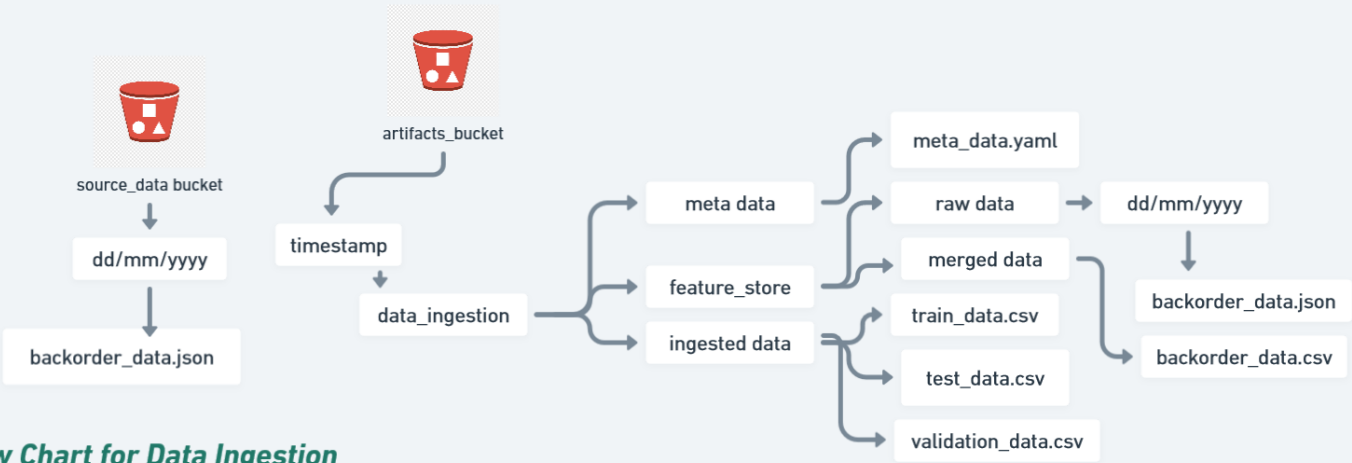 source_data bucket
dd/mm/yyyy
backorder_data.json
artifacts_bucket
timestamp
data_ingestion
meta data
feature_store
ingested data
meta_data.yaml
raw data
merged data
train_data.csv
test_data.csv
validation_data.csv
dd/mm/yyyy
backorder_data.json
backorder_data.csv
Chart for Data Ingestion